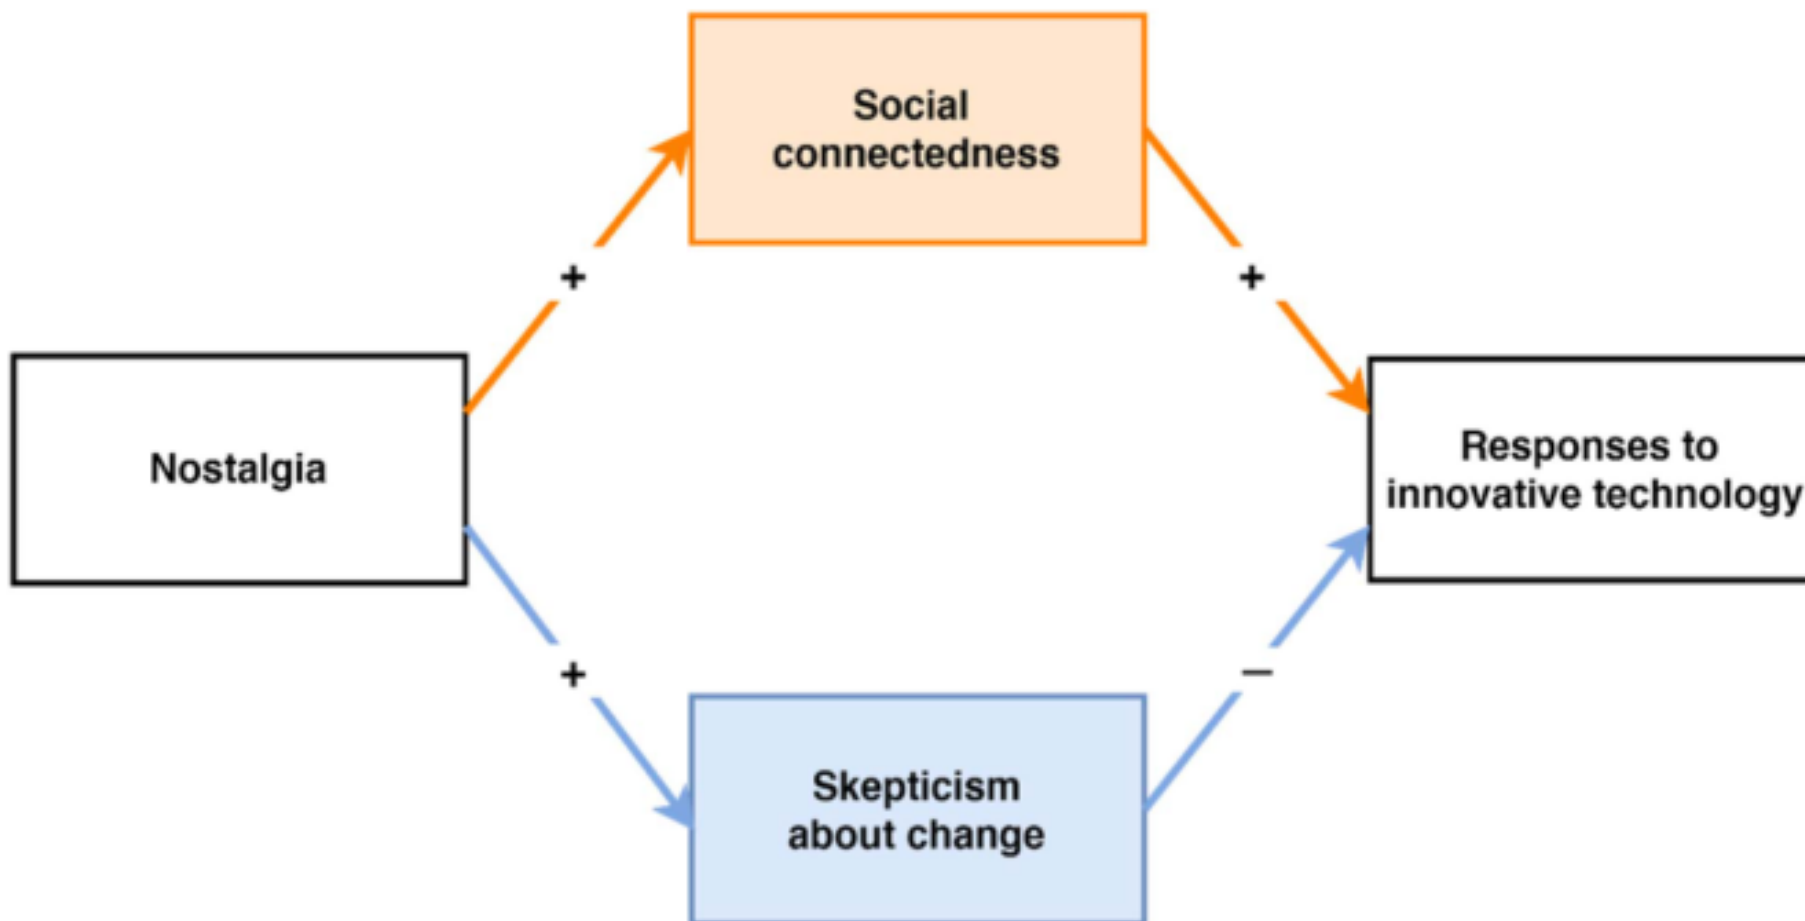 Social
connectedness
+
+
Nostalgia
Responses to
innovative technology
+
−
Skepticism
about change